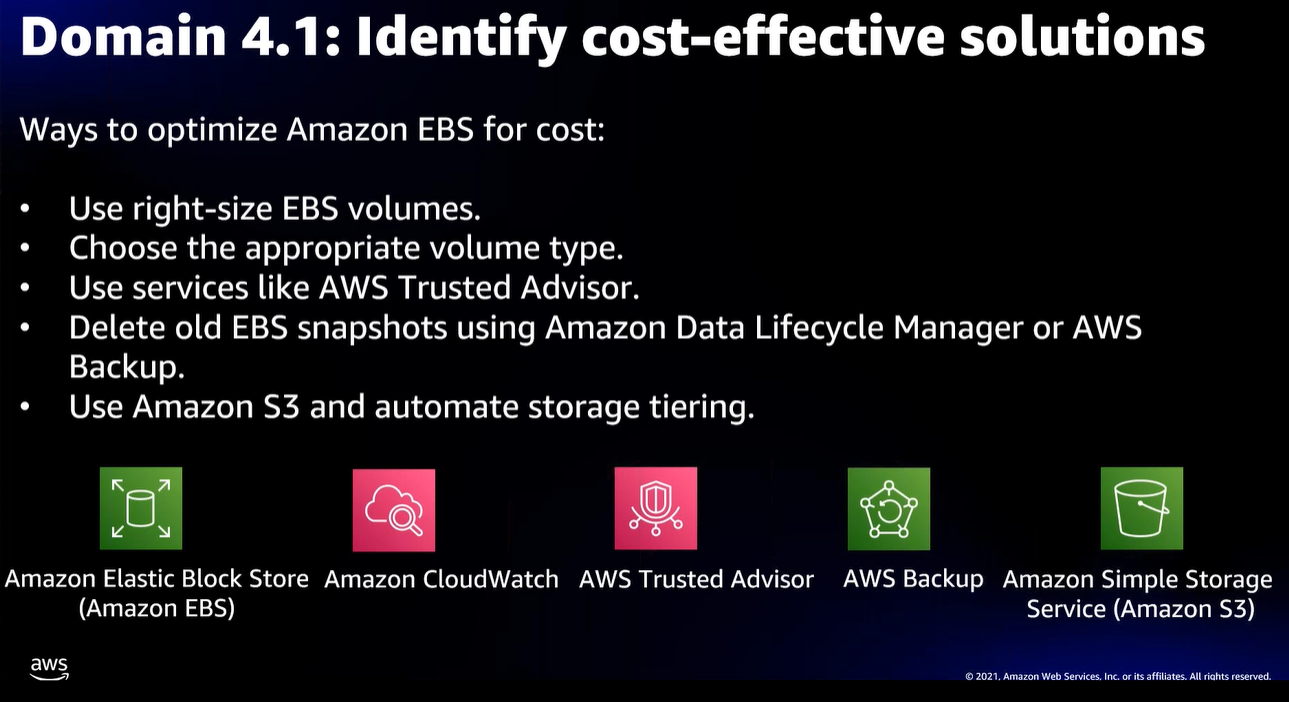 Domain 4.1: Identify cost-effective solutions
Ways to optimize Amazon EBS for cost:
• Use right-size EBS volumes.
• Choose the appropriate volume type.
• Use services like AWS Trusted Advisor.
• Delete old EBS snapshots using Amazon Data Lifecycle Manager or AWS
Backup.
• Use Amazon S3 and automate storage tiering.
Amazon Elastic Block Store
(Amazon EBS)
Amazon CloudWatch
AWS Trusted Advisor
AWS Backup
Amazon Simple Storage
Service (Amazon S3)
aws
© 2021, Amazon Web Services, Inc. or its affiliates. All rights reserved.